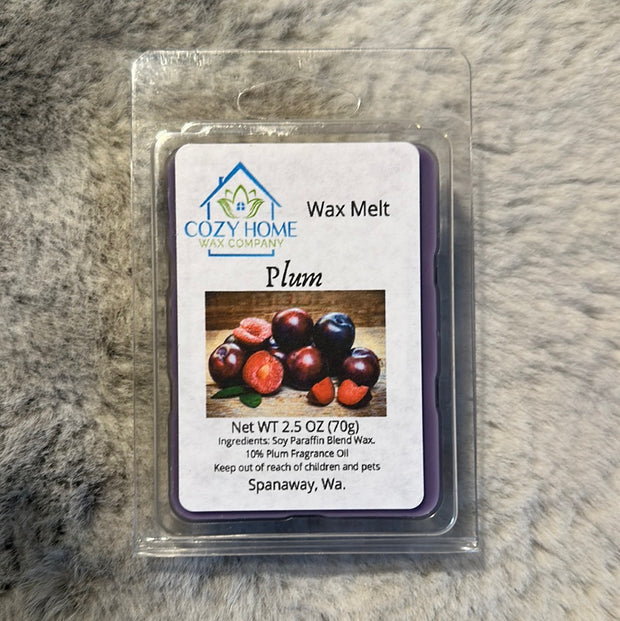 COZY HOME
WAX COMPANY
Wax Melt
Plum
Net WT 2.5 OZ (70g)
Ingredients: Soy Paraffin Blend Wax.
10% Plum Fragrance Oil
Keep out of reach of children and pets
Spanaway, Wa.